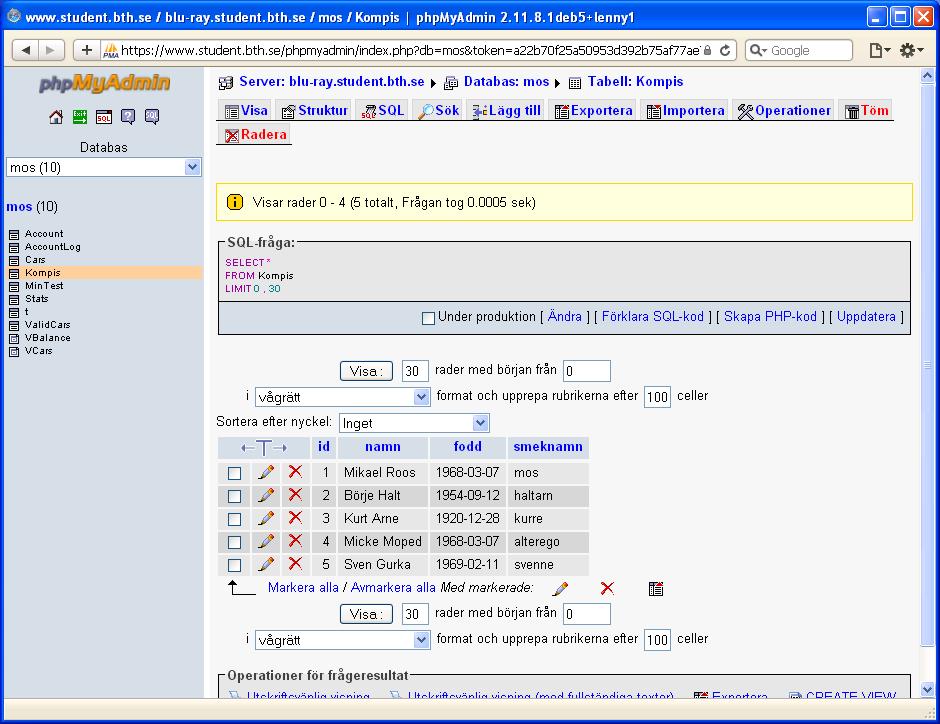 www.student.bth.se / blu-ray.student.bth.se / mos / Kompis | phpMyAdmin 2.11.8.1deb5+lenny1
https://www.student.bth.se/phpmyadmin/index.php?db=mos&token=a22b70f25a50953d392b75af77ae
Google
phpMyAdmin
Databas
mos (10)
mos (10)
Account
AccountLog
Cars
Kompis
MinTest
Stats
t
ValidCars
VBalance
VCars
Server: blu-ray.student.bth.se Databas: mos Tabell: Kompis
Visa Struktur SQL Sök Lägg till Exportera Importera Operationer Töm
Radera
Visar rader 0 - 4 (5 totalt, Frågan tog 0.0005 sek)
SQL-fråga:
SELECT *
FROM Kompis
LIMIT 0 , 30
Under produktion [ Ändra ] [ Förklara SQL-kod ] [ Skapa PHP-kod ] [ Uppdatera ]
Visa : 30 rader med början från 0
i vågrätt format och upprepa rubrikerna efter 100 celler
Sortera efter nyckel: Inget
←T→ id namn fodd smeknamn
1 Mikael Roos 1968-03-07 mos
2 Börje Halt 1954-09-12 haltarn
3 Kurt Arne 1920-12-28 kurre
4 Micke Moped 1968-03-07 alterego
5 Sven Gurka 1969-02-11 svenne
Markera alla / Avmarkera alla Med markerade:
Visa : 30 rader med början från 0
i vågrätt format och upprepa rubrikerna efter 100 celler
Operationer för frågeresultat
Utskriftsvänlig visning Utskriftsvänlig visning (med fullständiga texter) Exportera CREATE VIEW